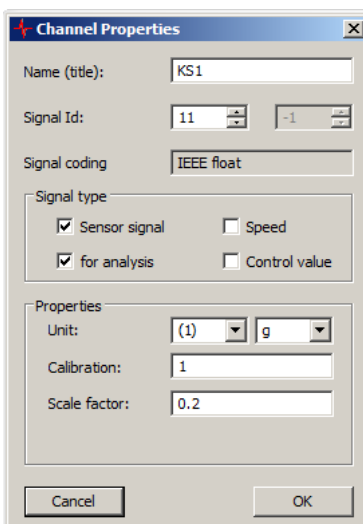 Channel Properties
Name (title): KS1
Signal Id: 11 -1
Signal coding IEEE float
Signal type
Sensor signal Speed
for analysis Control value
Properties
Unit: (1) g
Calibration: 1
Scale factor: 0.2
Cancel OK